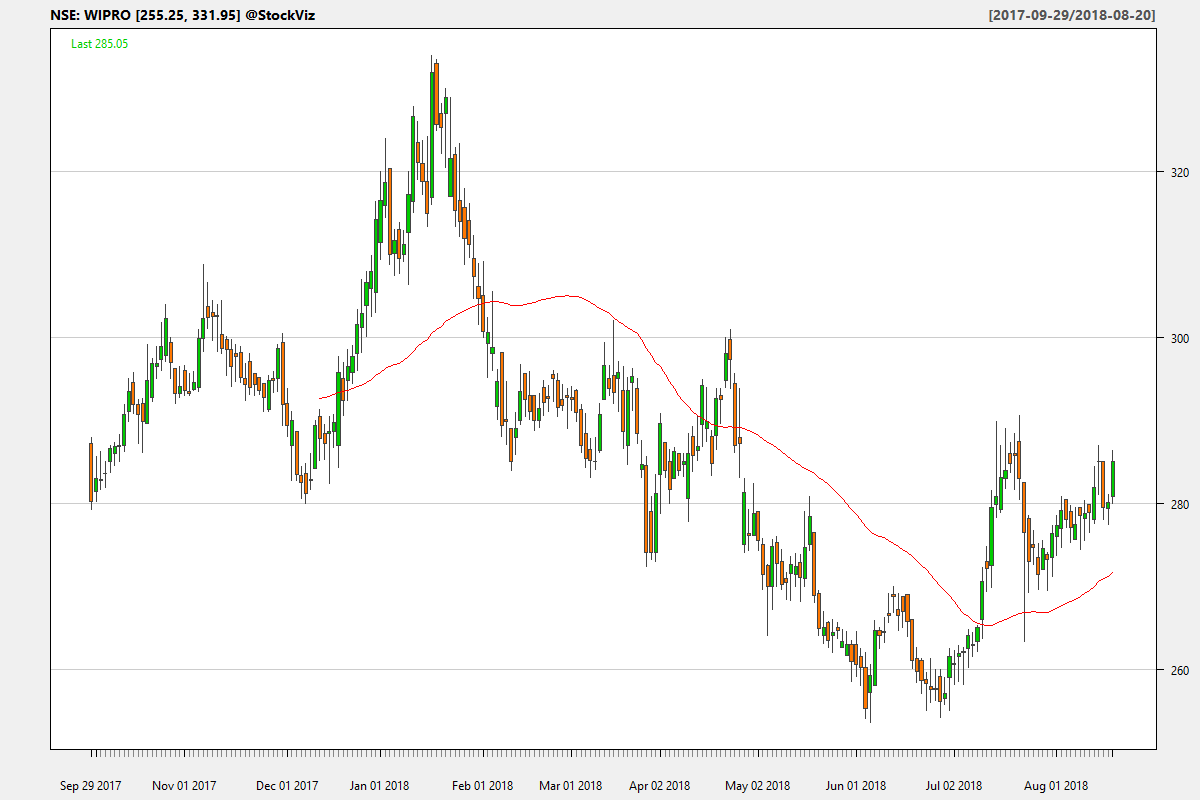 NSE: WIPRO [255.25, 331.95] @StockViz [2017-09-29/2018-08-20]
Last 285.05
320
300
280
260
Sep 29 2017 Nov 01 2017 Dec 01 2017 Jan 01 2018 Feb 01 2018 Mar 01 2018 Apr 02 2018 May 02 2018 Jun 01 2018 Jul 02 2018 Aug 01 2018